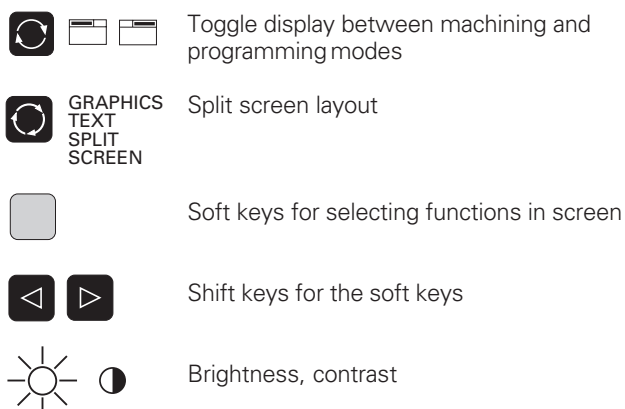 Toggle display between machining and
programming modes
GRAPHICS
TEXT
SPLIT
SCREEN
Split screen layout
Soft keys for selecting functions in screen
Shift keys for the soft keys
Brightness, contrast